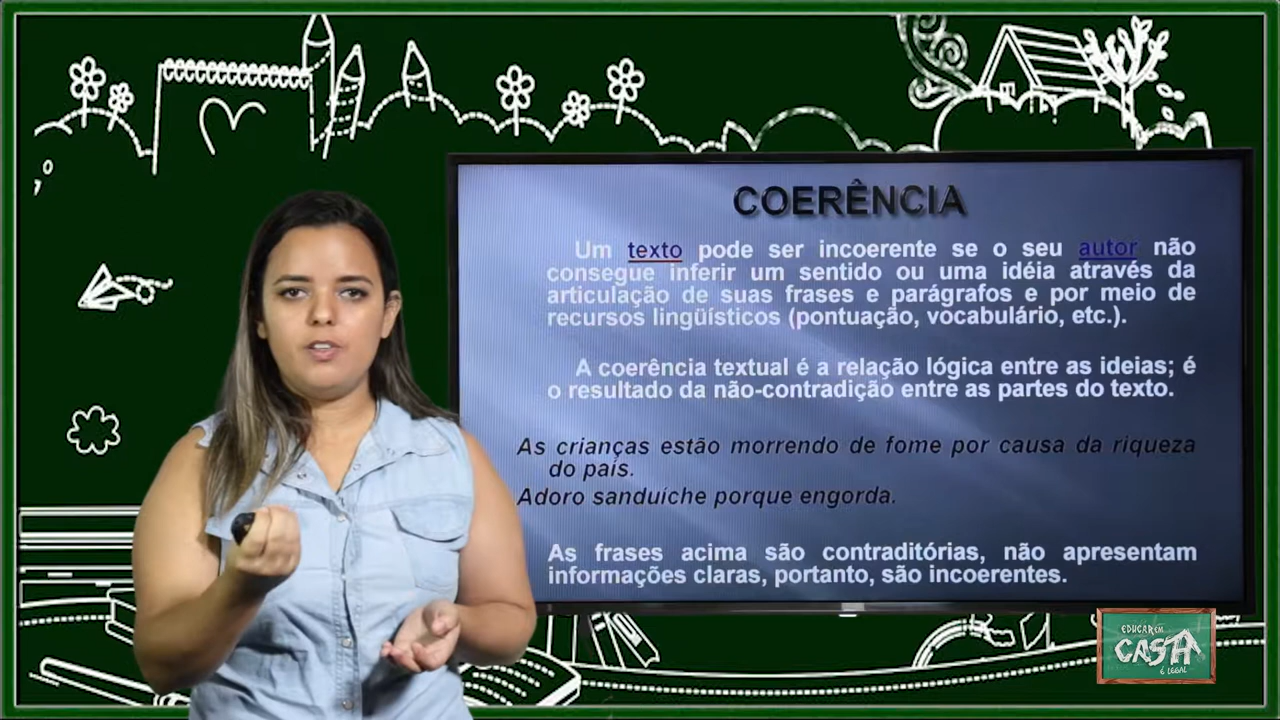 COERÊNCIA
Um texto pode ser incoerente se o seu autor não
consegue inferir um sentido ou uma idéia através da
articulação de suas frases e parágrafos e por meio de
recursos lingüísticos (pontuação, vocabulário, etc.).
A coerência textual é a relação lógica entre as ideias; é
o resultado da não-contradição entre as partes do texto.
As crianças estão morrendo de fome por causa da riqueza
do país.
Adoro sanduíche porque engorda.
As frases acima são contraditórias, não apresentam
informações claras, portanto, são incoerentes.
EDUCAR EM
CASA
É LEGAL